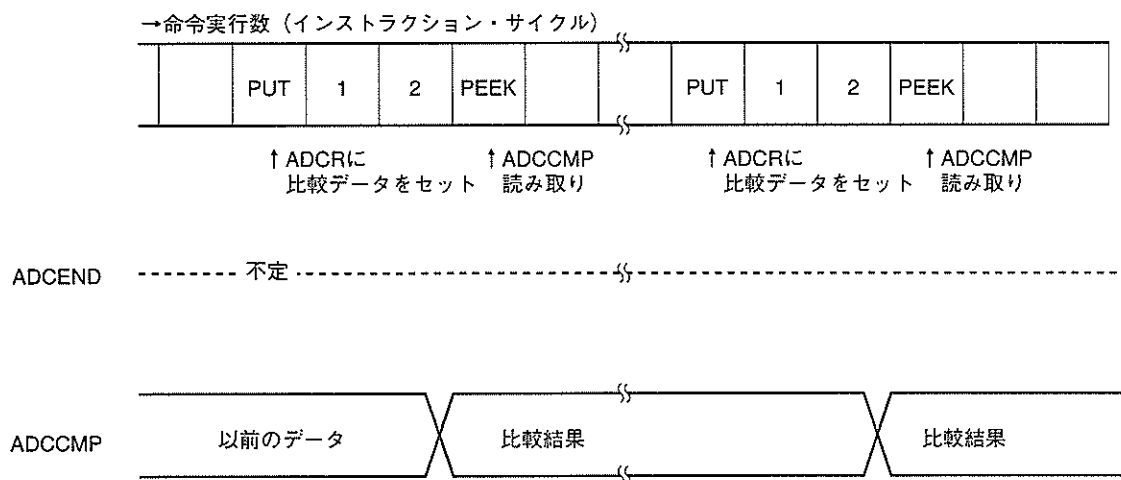 →命令実行数（インストラクション・サイクル）
PUT 1 2 PEEK PUT 1 2 PEEK
↑ADCRに ↑ADCCMP ↑ADCRに ↑ADCCMP
比較データをセット 読み取り 比較データをセット 読み取り
ADCEND 不定
ADCCMP 以前のデータ 比較結果 比較結果